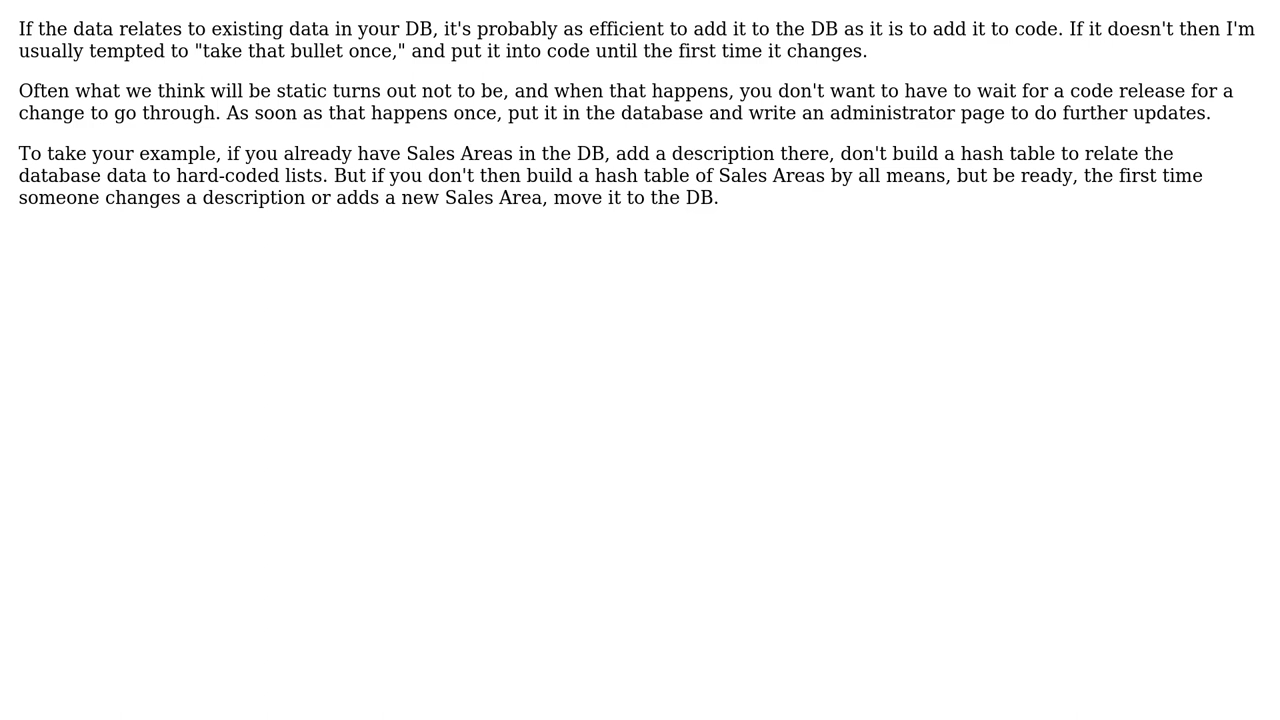 If the data relates to existing data in your DB, it's probably as efficient to add it to the DB as it is to add it to code. If it doesn't then I'm
usually tempted to "take that bullet once," and put it into code until the first time it changes.
Often what we think will be static turns out not to be, and when that happens, you don't want to have to wait for a code release for a
change to go through. As soon as that happens once, put it in the database and write an administrator page to do further updates.
To take your example, if you already have Sales Areas in the DB, add a description there, don't build a hash table to relate the
database data to hard-coded lists. But if you don't then build a hash table of Sales Areas by all means, but be ready, the first time
someone changes a description or adds a new Sales Area, move it to the DB.